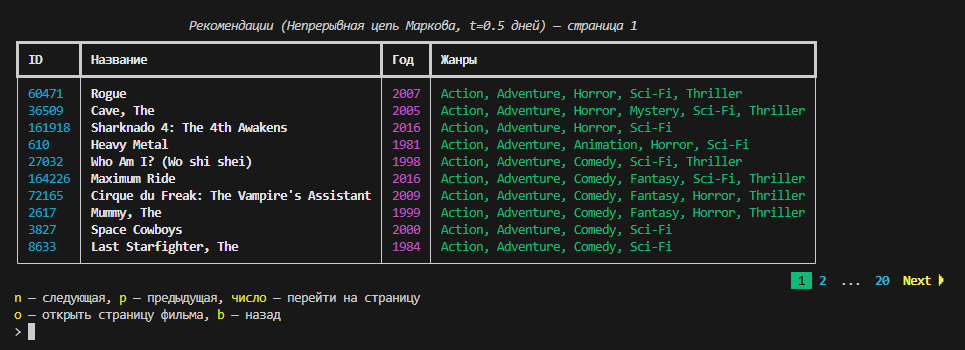 Рекомендации (Непрерывная цепь Маркова, t=0.5 дней) — страница 1
ID Название Год Жанры
60471 Rogue 2007 Action, Adventure, Horror, Sci-Fi, Thriller
36509 Cave, The 2005 Action, Adventure, Horror, Mystery, Sci-Fi, Thriller
161918 Sharknado 4: The 4th Awakens 2016 Action, Adventure, Horror, Sci-Fi
610 Heavy Metal 1981 Action, Adventure, Animation, Horror, Sci-Fi
27032 Who Am I? (Wo shi shei) 1998 Action, Adventure, Comedy, Sci-Fi, Thriller
164226 Maximum Ride 2016 Action, Adventure, Comedy, Fantasy, Sci-Fi, Thriller
72165 Cirque du Freak: The Vampire's Assistant 2009 Action, Adventure, Comedy, Fantasy, Horror, Thriller
2617 Mummy, The 1999 Action, Adventure, Comedy, Fantasy, Horror, Thriller
3827 Space Cowboys 2000 Action, Adventure, Comedy, Sci-Fi
8633 Last Starfighter, The 1984 Action, Adventure, Comedy, Sci-Fi
1 2 ... 20 Next
n — следующая, p — предыдущая, число — перейти на страницу
o — открыть страницу фильма, b — назад
>